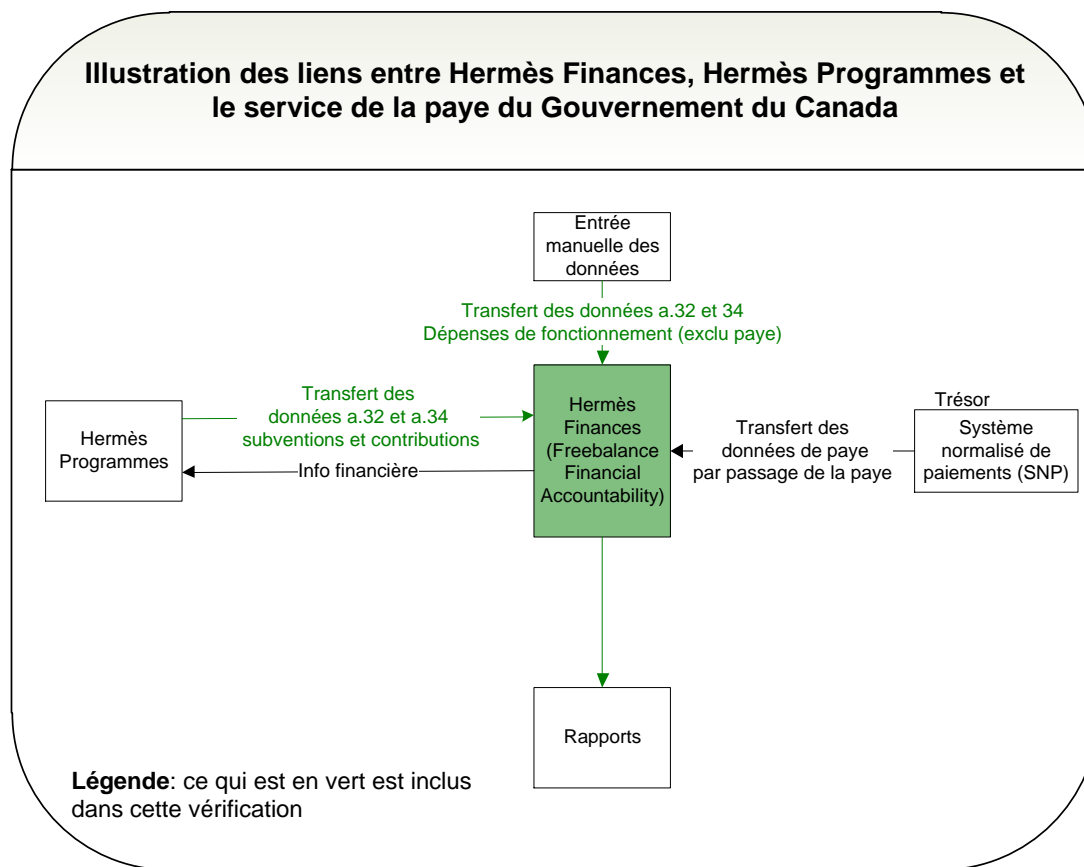 Illustration des liens entre Hermès Finances, Hermès Programmes et
le service de la paye du Gouvernement du Canada
Entrée
manuelle des
données
Transfert des données a.32 et 34
Dépenses de fonctionnement (exclu paye)
Transfert des
données a.32 et a.34
subventions et contributions
Hermès
Programmes
Info financière
Hermès
Finances
(Freebalance
Financial
Accountability)
Transfert des
données de paye
par passage de la paye
Trésor
Système
normalisé de
paiements (SNP)
Rapports
Légende: ce qui est en vert est inclus
dans cette vérification